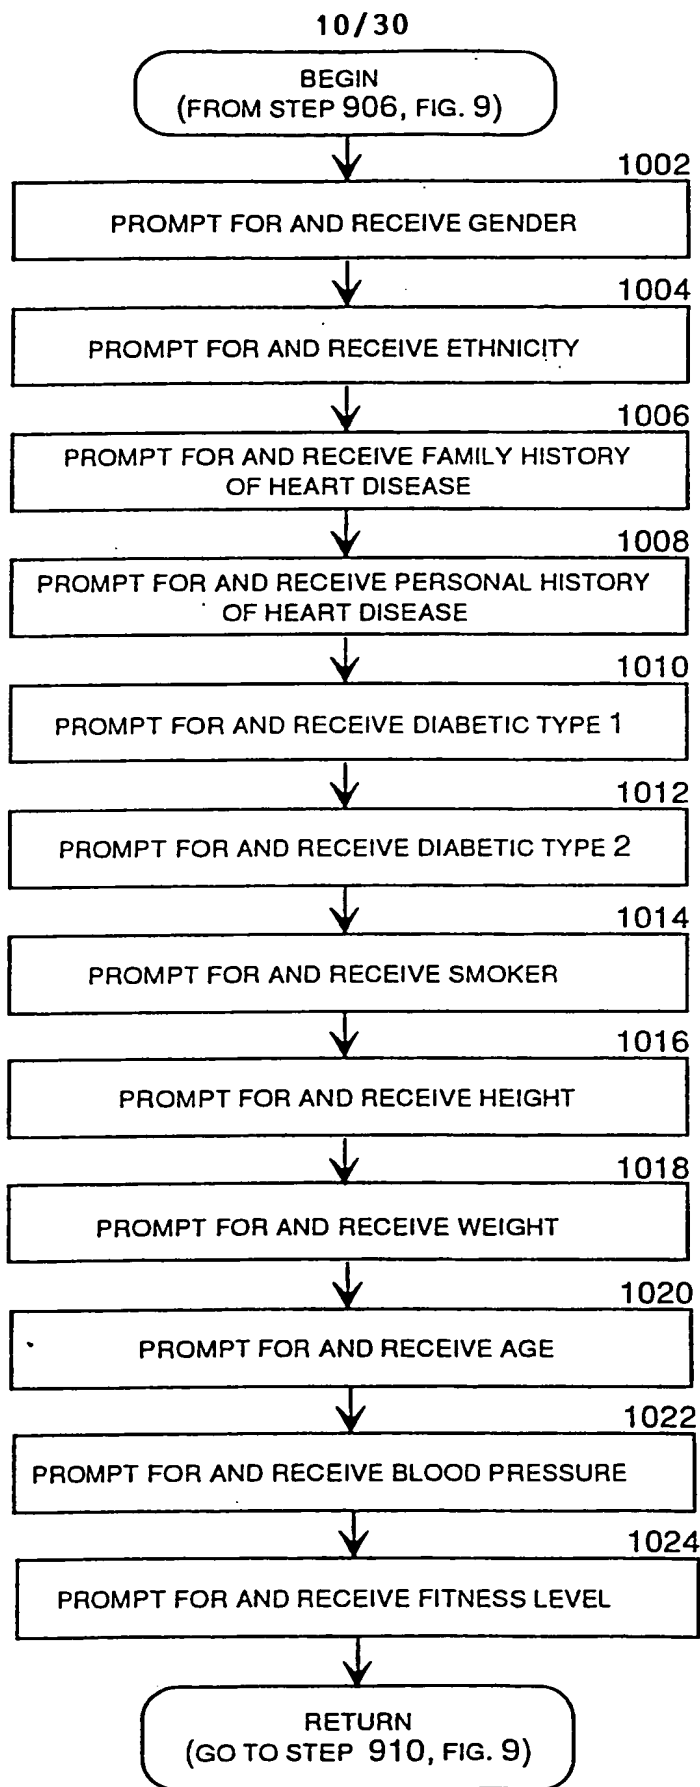 10/30
BEGIN
(FROM STEP 906, FIG. 9)
1002
PROMPT FOR AND RECEIVE GENDER
1004
PROMPT FOR AND RECEIVE ETHNICITY
1006
PROMPT FOR AND RECEIVE FAMILY HISTORY
OF HEART DISEASE
1008
PROMPT FOR AND RECEIVE PERSONAL HISTORY
OF HEART DISEASE
1010
PROMPT FOR AND RECEIVE DIABETIC TYPE 1
1012
PROMPT FOR AND RECEIVE DIABETIC TYPE 2
1014
PROMPT FOR AND RECEIVE SMOKER
1016
PROMPT FOR AND RECEIVE HEIGHT
1018
PROMPT FOR AND RECEIVE WEIGHT
1020
PROMPT FOR AND RECEIVE AGE
1022
PROMPT FOR AND RECEIVE BLOOD PRESSURE
1024
PROMPT FOR AND RECEIVE FITNESS LEVEL
RETURN
(GO TO STEP 910, FIG. 9)